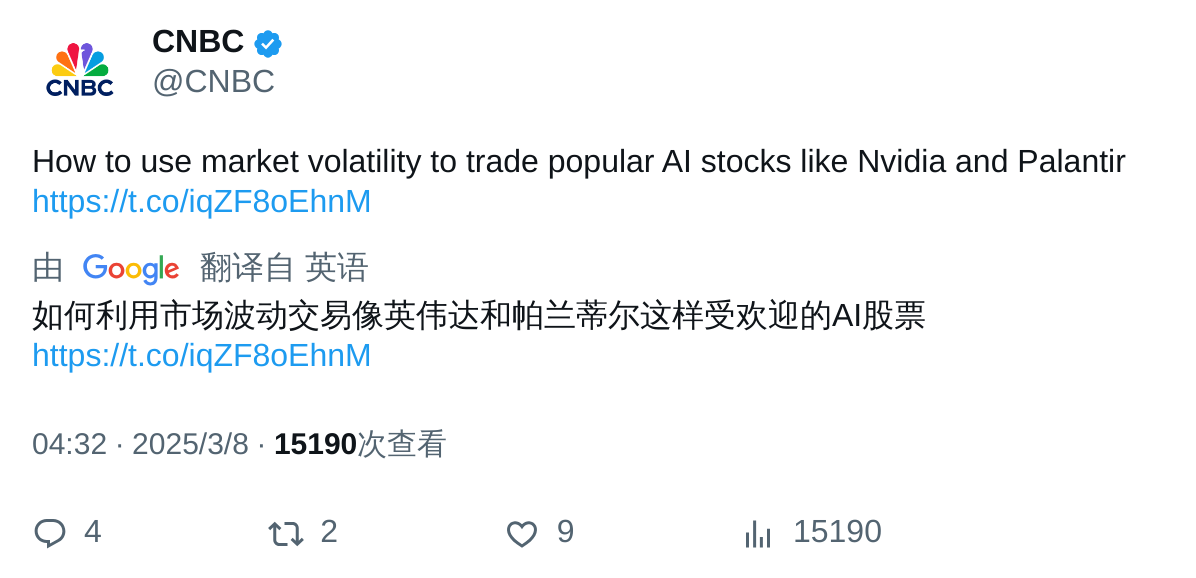 CNBC
@CNBC
CNBC
How to use market volatility to trade popular AI stocks like Nvidia and Palantir
https://t.co/iqZF8oEhnM
由 Google 翻译自 英语
如何利用市场波动交易像英伟达和帕兰蒂尔这样受欢迎的AI股票
https://t.co/iqZF8oEhnM
04:32 · 2025/3/8 · 15190次查看
4 2 9 15190